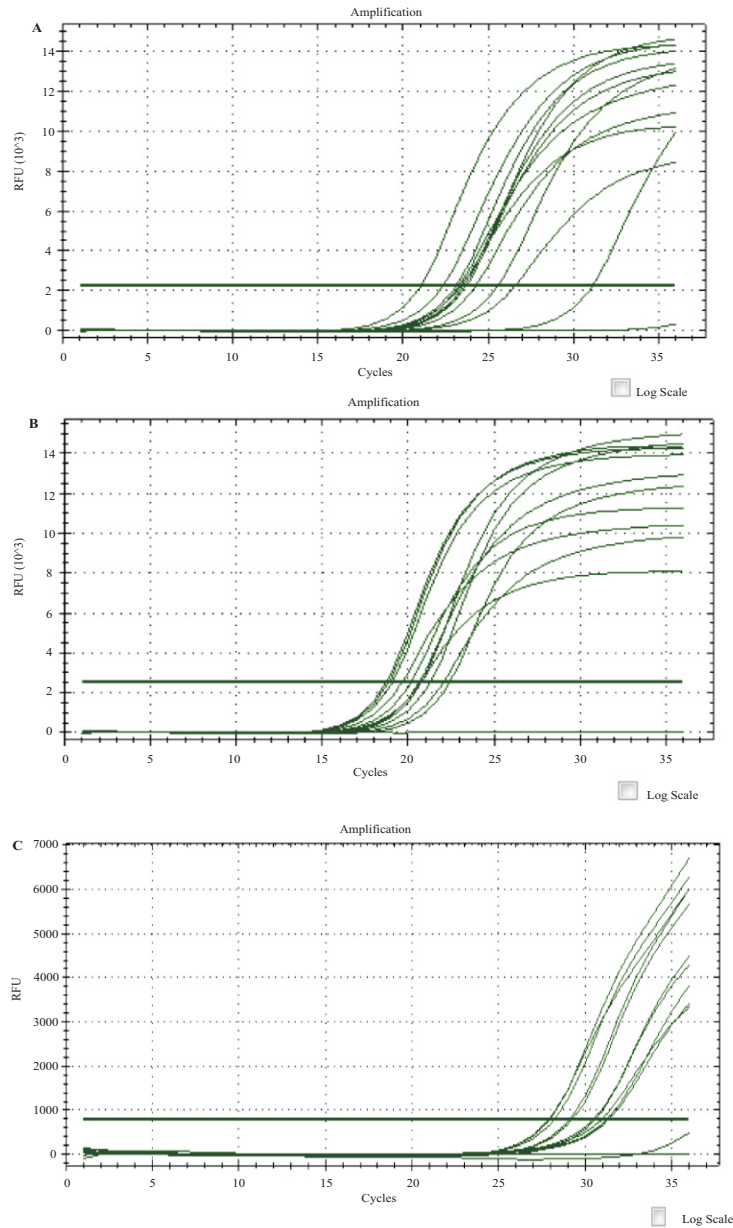 A
Amplification
14
12
10
8
6
4
2
0
RFU (10^3)
0 5 10 15 20 25 30 35
Cycles
Log Scale
B
Amplification
14
12
10
8
6
4
2
0
RFU (10^3)
0 5 10 15 20 25 30 35
Cycles
Log Scale
C
Amplification
7000
6000
5000
4000
3000
2000
1000
0
RFU
0 5 10 15 20 25 30 35
Cycles
Log Scale